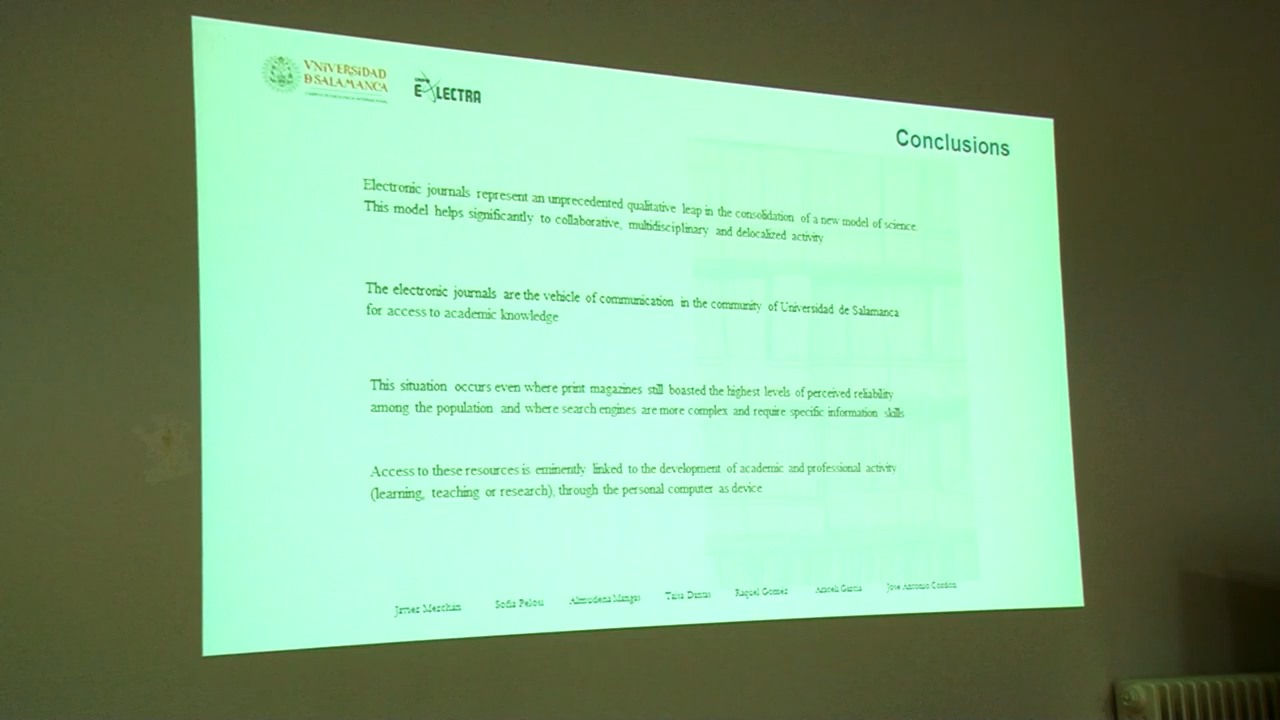 VNiVERSiDAD
D SALAMANCA
E LECTRA
Conclusions
Electronic journals represent an unprecedented qualitative leap in the consolidation of a new model of science.
This model helps significantly to collaborative, multidisciplinary and delocalized activity
The electronic journals are the vehicle of communication in the community of Universidad de Salamanca
for access to academic knowledge
This situation occurs even where print magazines still boasted the highest levels of perceived reliability
among the population and where search engines are more complex and require specific information skills
Access to these resources is eminently linked to the development of academic and professional activity
(learning, teaching or research), through the personal computer as device
Merchan Sofia Pelou Almudena Mangas Taisa Dantas Raquel Gomez Araceli Garcia Jose Antonio Cordon